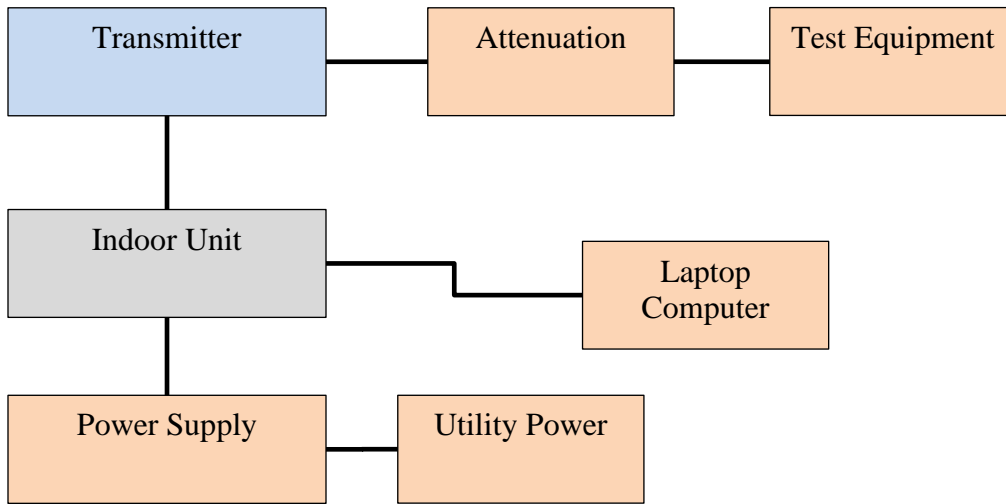 Transmitter
Attenuation
Test Equipment
Indoor Unit
Laptop
Computer
Power Supply
Utility Power